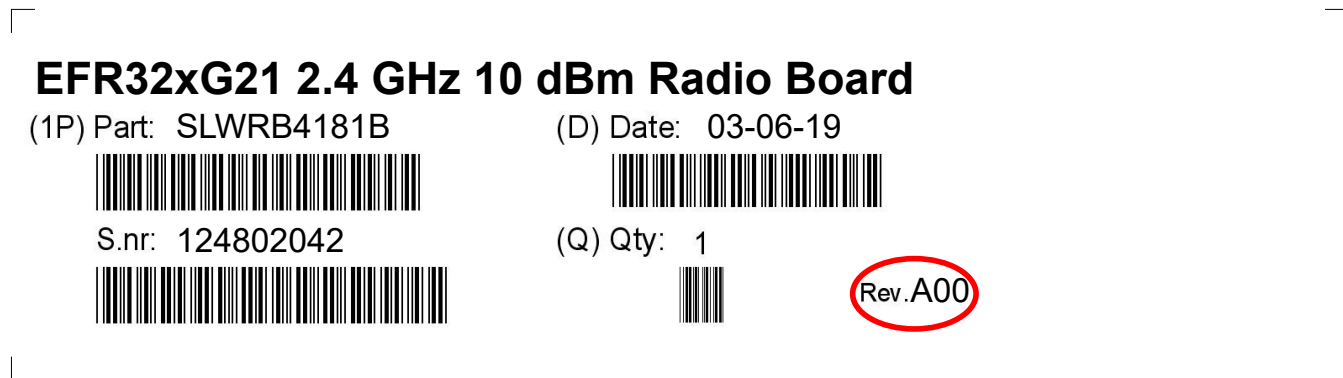 EFR32xG21 2.4 GHz 10 dBm Radio Board
(1P) Part: SLWRB4181B
(D) Date: 03-06-19
S.nr: 124802042
(Q) Qty: 1
Rev.A00